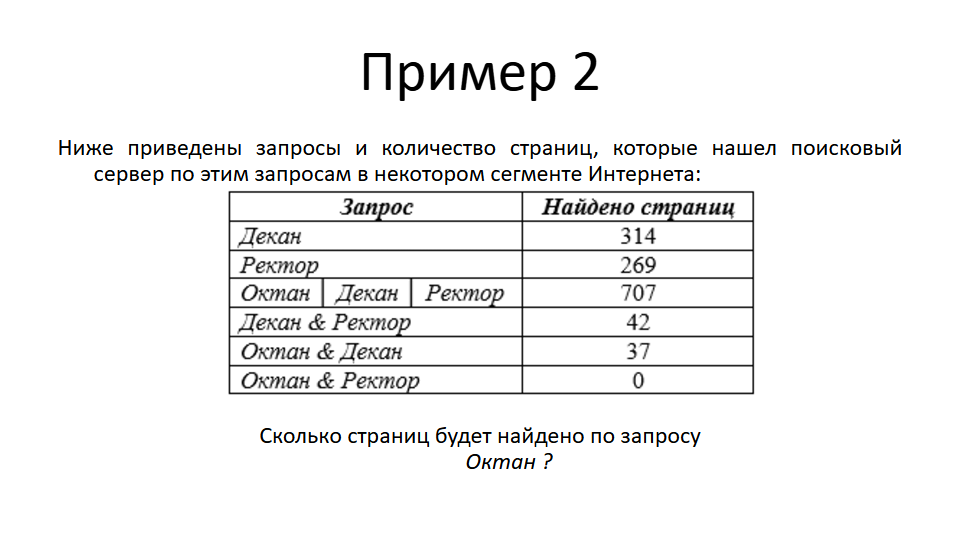 Пример 2
Ниже приведены запросы и количество страниц, которые нашел поисковый
сервер по этим запросам в некотором сегменте Интернета:
Запрос Найдено страниц
Декан 314
Ректор 269
Октан | Декан | Ректор 707
Декан & Ректор 42
Октан & Декан 37
Октан & Ректор 0
Сколько страниц будет найдено по запросу
Октан ?